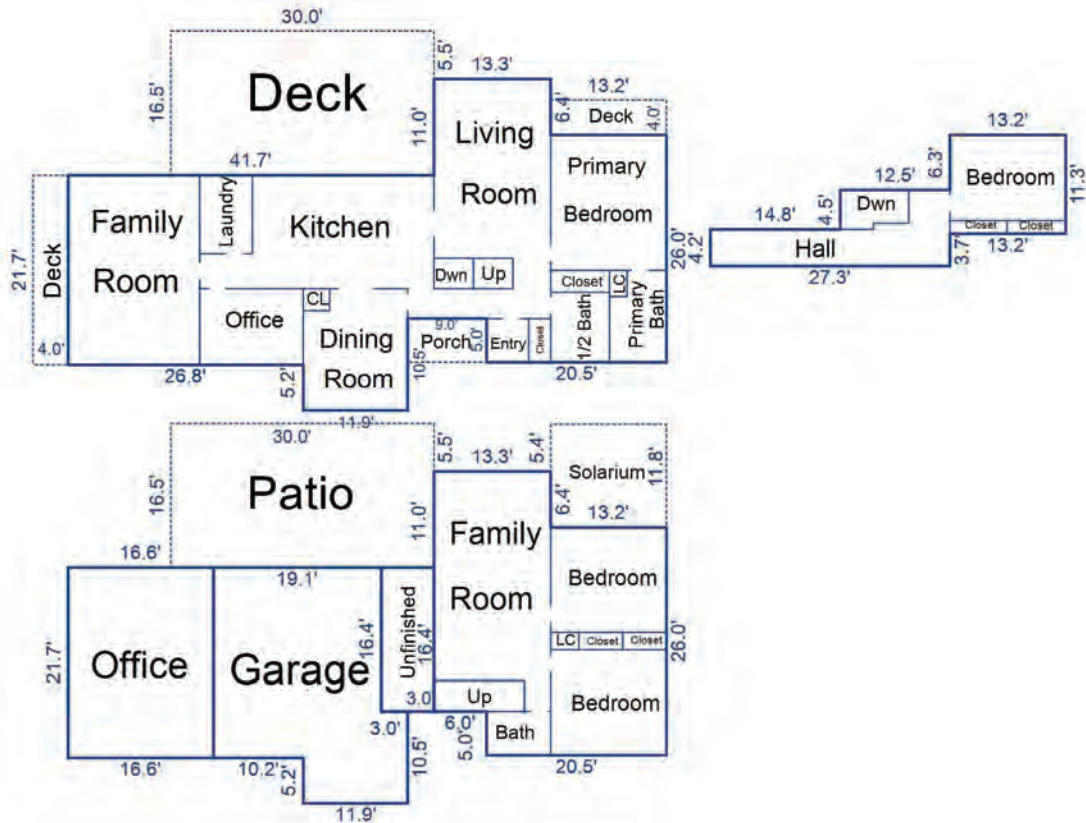 30.0'
16.5'
Deck
5.5'
13.3'
11.0'
13.2'
6.4'
Deck
4.0'
41.7'
Living
Room
Primary
Bedroom
Family
Room
Laundry
Kitchen
21.7'
Deck
4.0'
Dwn
Up
Closet
LC
26.0'
CL
Office
Dining
Room
9.0'
Porch
5.0'
10.5'
Entry
Closet
1/2 Bath
Primary
Bath
26.8'
5.2'
11.9'
20.5'
13.2'
6.3'
Bedroom
11.3'
12.5'
Dwn
4.5'
14.8'
Closet
Closet
4.2'
Hall
3.7'
13.2'
27.3'
30.0'
16.5'
Patio
5.5'
13.3'
5.4'
Solarium
11.8'
11.0'
6.4'
13.2'
Family
Room
16.6'
19.1'
Bedroom
21.7'
Office
Garage
16.4'
Unfinished
16.4'
LC
Closet
Closet
26.0'
3.0'
Up
Bedroom
3.0'
6.0'
5.0'
Bath
16.6'
10.2'
5.2'
10.5'
20.5'
11.9'